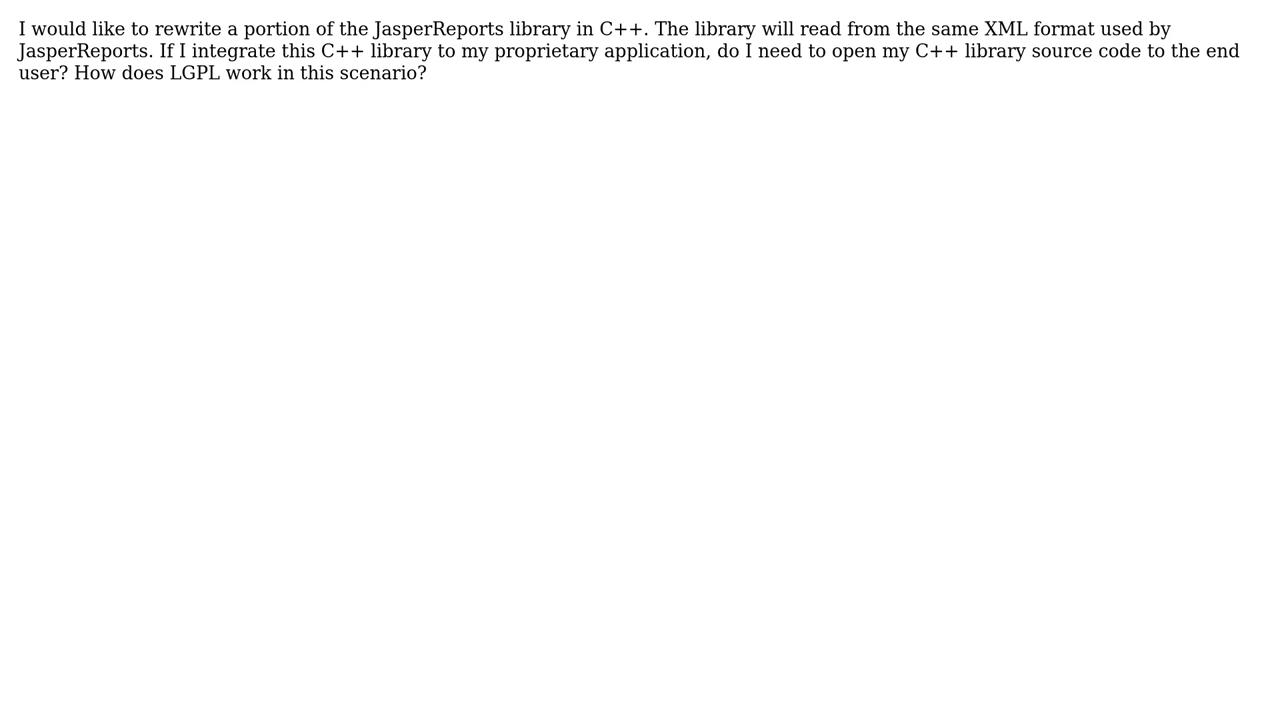 I would like to rewrite a portion of the JasperReports library in C++. The library will read from the same XML format used by
JasperReports. If I integrate this C++ library to my proprietary application, do I need to open my C++ library source code to the end
user? How does LGPL work in this scenario?